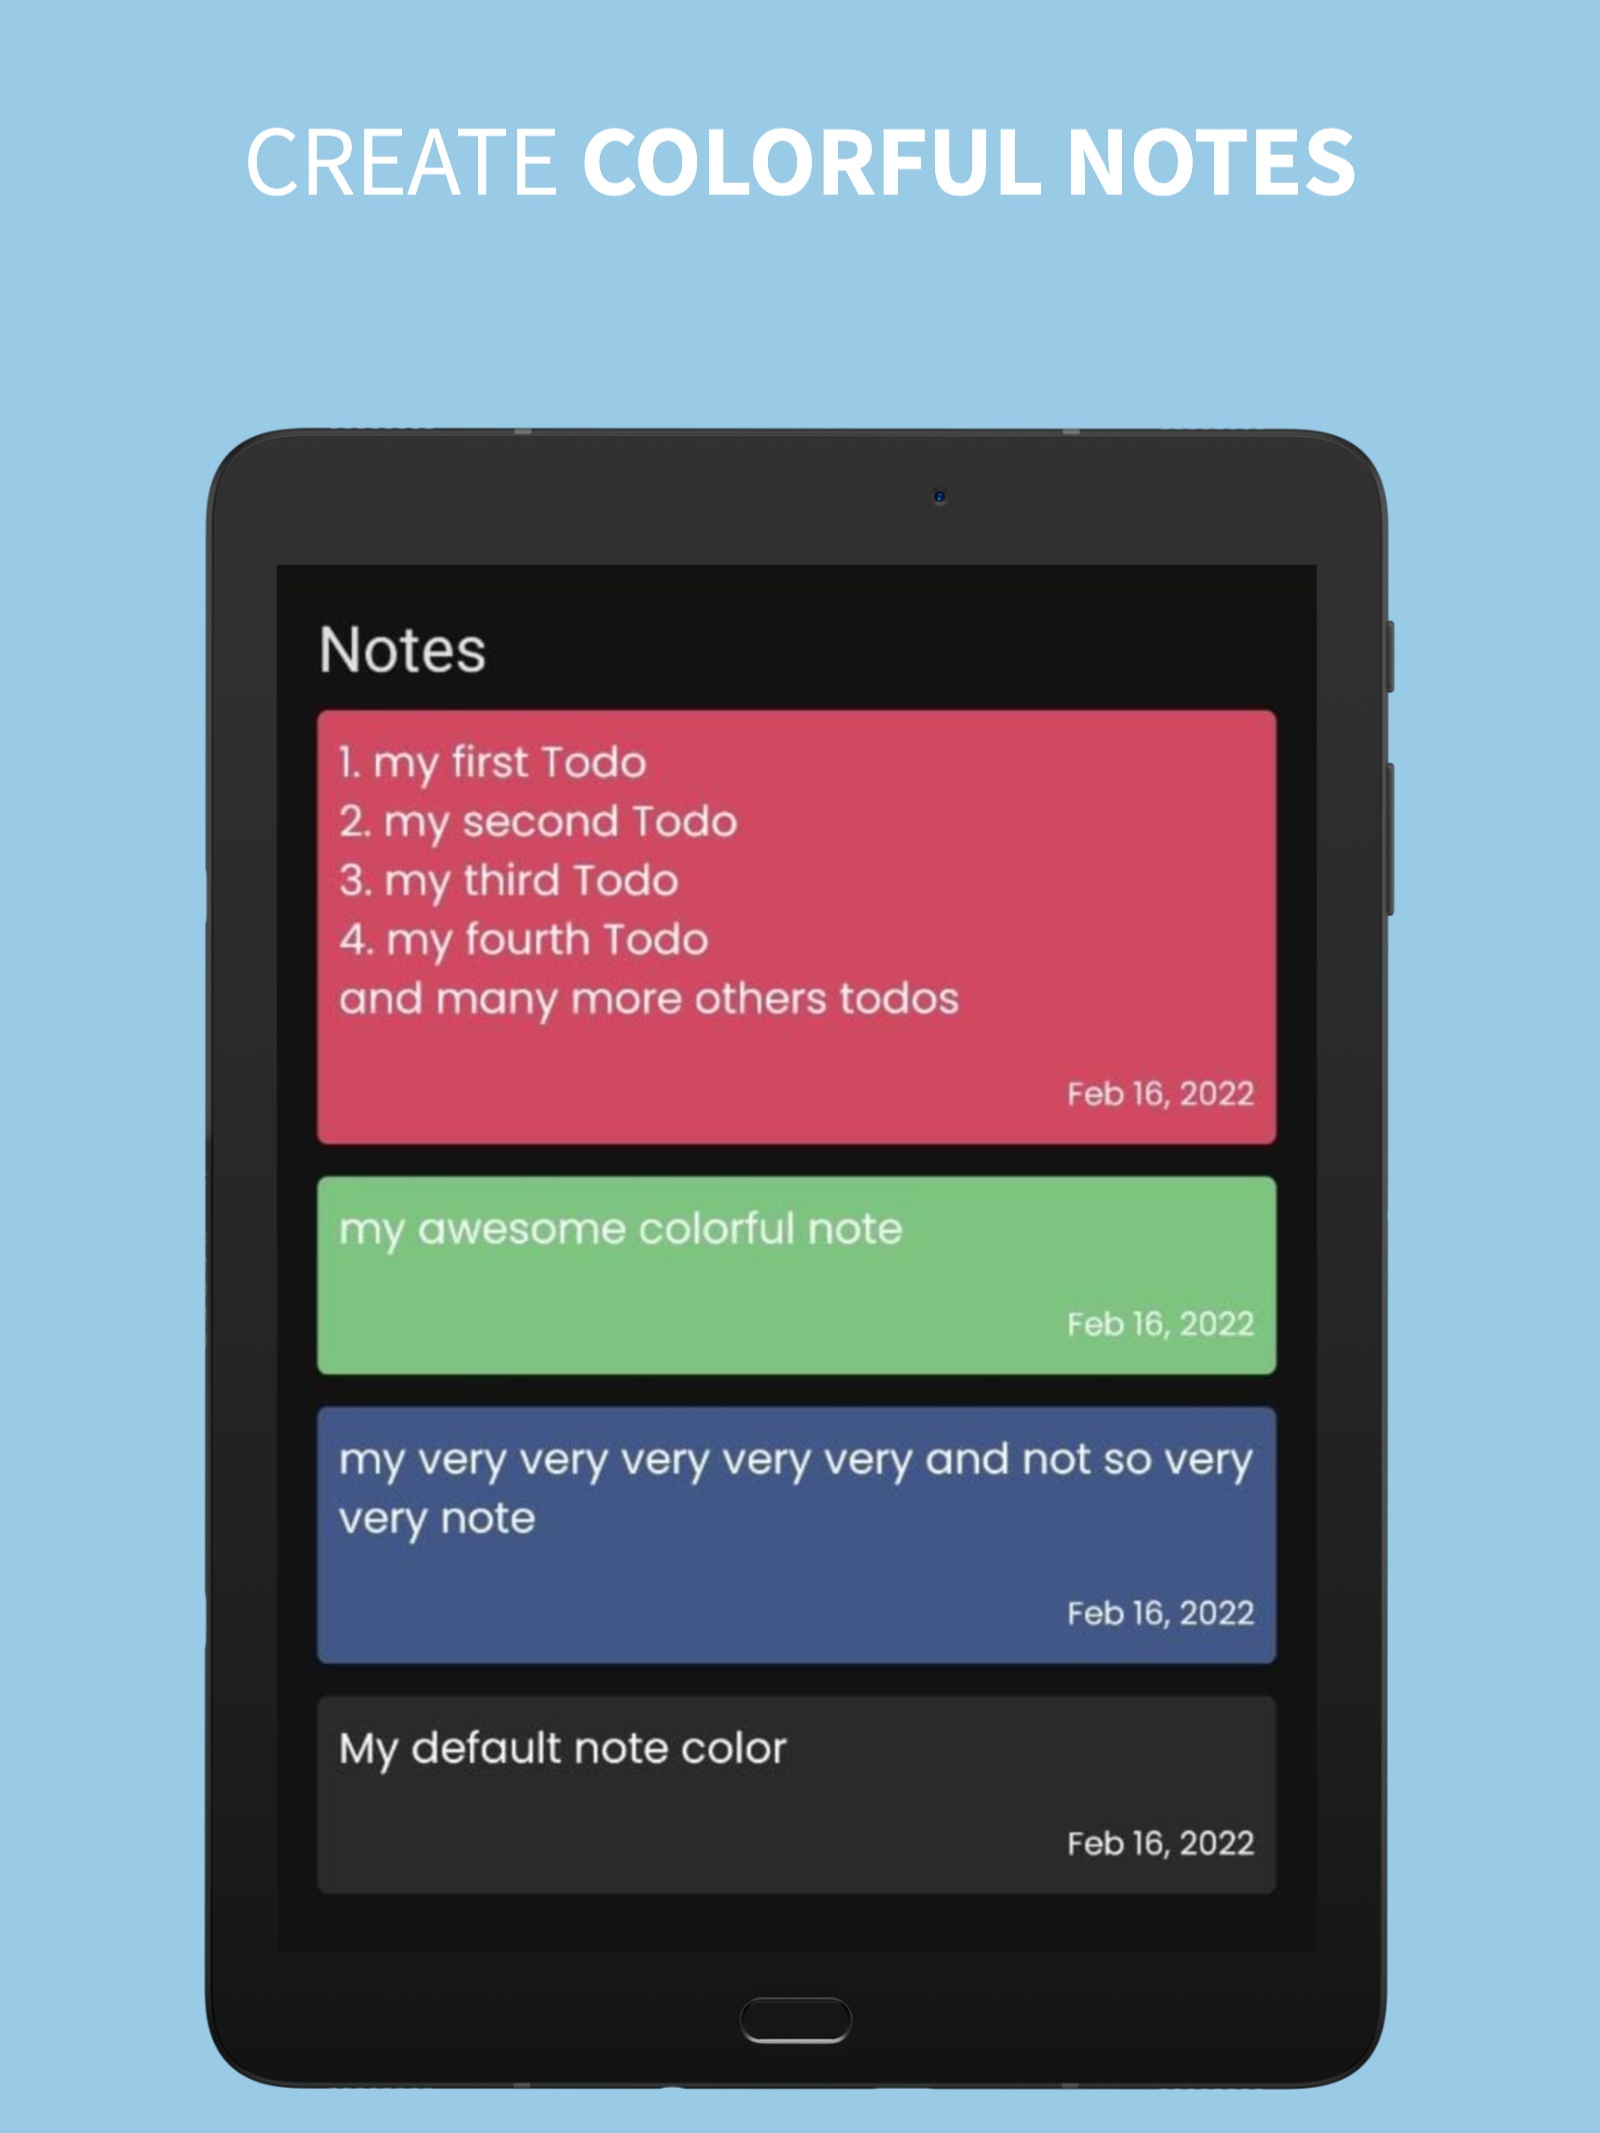 CREATE COLORFUL NOTES
Notes
1. my first Todo
2. my second Todo
3. my third Todo
4. my fourth Todo
and many more others todos
Feb 16, 2022
my awesome colorful note
Feb 16, 2022
my very very very very very and not so very
very note
Feb 16, 2022
My default note color
Feb 16, 2022